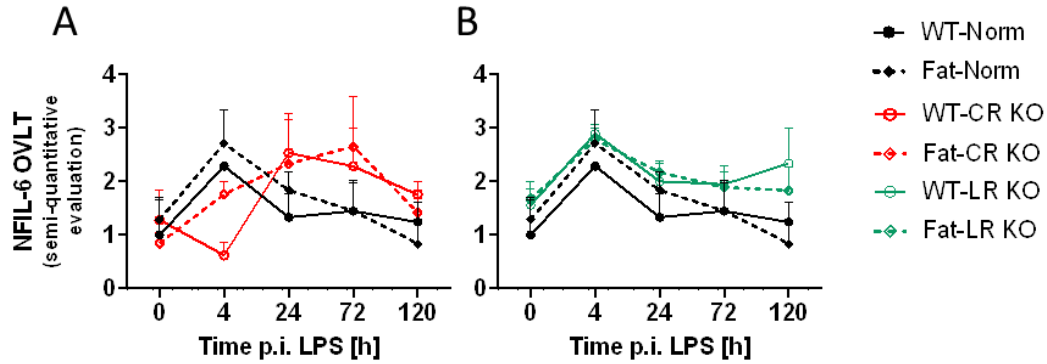 A
B
NFIL-6 OVLT
(semi-quantitative
evaluation)
4
3
2
1
0
0 4 24 72 120
Time p.i. LPS [h]
4
3
2
1
0
0 4 24 72 120
Time p.i. LPS [h]
WT-Norm
Fat-Norm
WT-CR KO
Fat-CR KO
WT-LR KO
Fat-LR KO